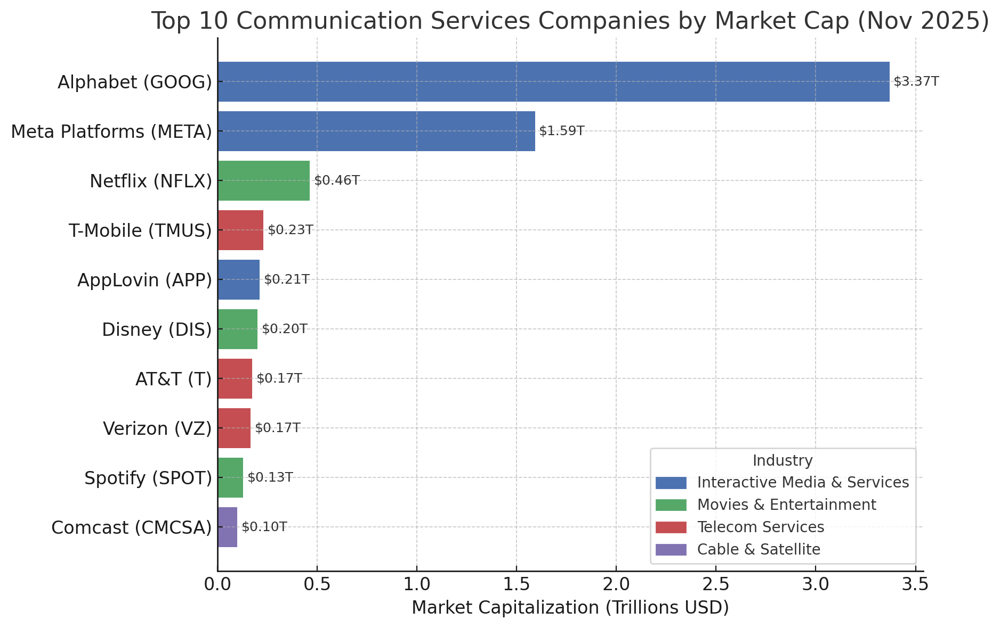 Top 10 Communication Services Companies by Market Cap (Nov 2025)
Alphabet (GOOG)
$3.37T
Meta Platforms (META)
$1.59T
Netflix (NFLX)
$0.46T
T-Mobile (TMUS)
$0.23T
AppLovin (APP)
$0.21T
Disney (DIS)
$0.20T
AT&T (T)
$0.17T
Verizon (VZ)
$0.17T
Spotify (SPOT)
$0.13T
Comcast (CMCSA)
$0.10T
Industry
Interactive Media & Services
Movies & Entertainment
Telecom Services
Cable & Satellite
0.0 0.5 1.0 1.5 2.0 2.5 3.0 3.5
Market Capitalization (Trillions USD)